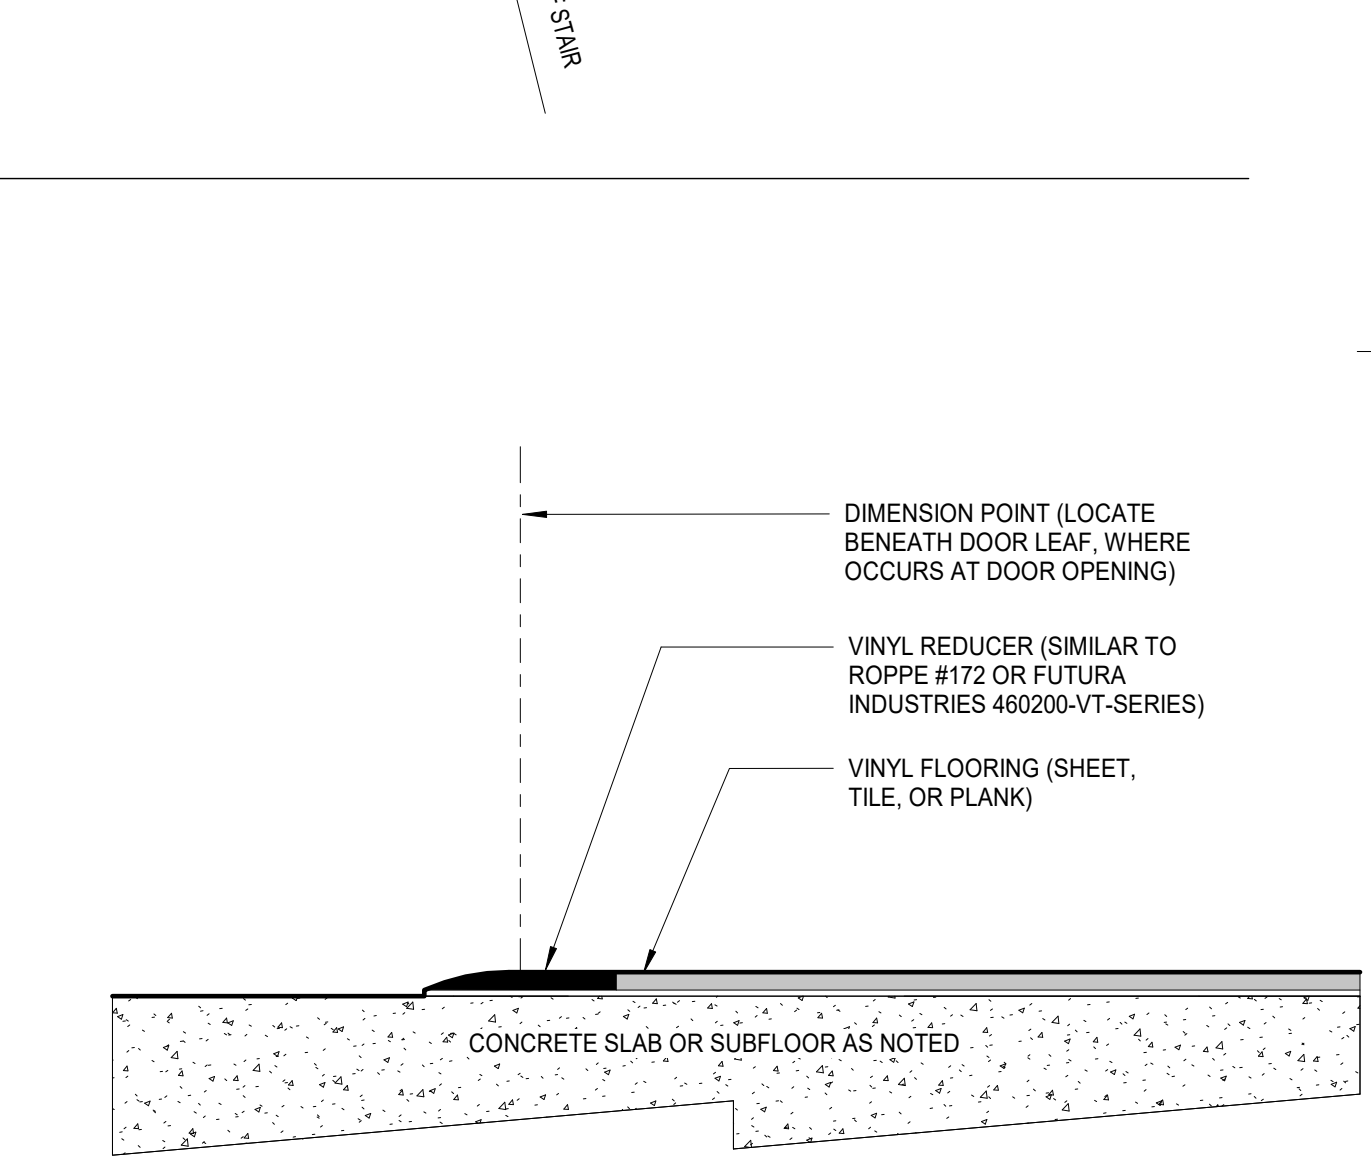 STAIR
DIMENSION POINT (LOCATE
BENEATH DOOR LEAF, WHERE
OCCURS AT DOOR OPENING)
VINYL REDUCER (SIMILAR TO
ROPPE #172 OR FUTURA
INDUSTRIES 460200-VT-SERIES)
VINYL FLOORING (SHEET,
TILE, OR PLANK)
CONCRETE SLAB OR SUBFLOOR AS NOTED